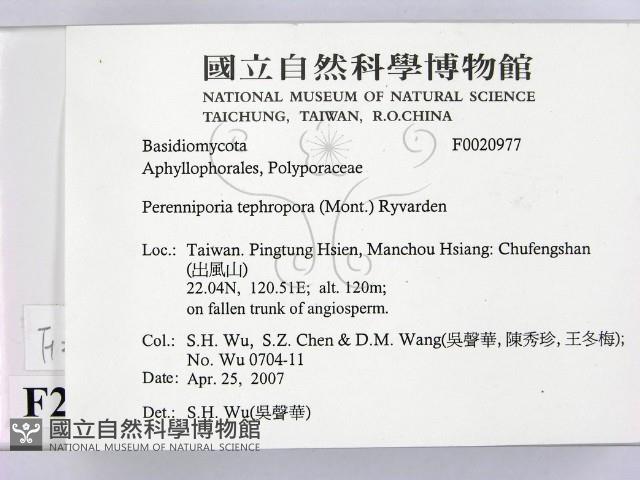 國立自然科學博物館
NATIONAL MUSEUM OF NATURAL SCIENCE
TAICHUNG, TAIWAN, R.O.CHINA
Basidiomycota F0020977
Aphyllophorales, Polyporaceae
Perenniporia tephropora (Mont.) Ryvarden
Loc.: Taiwan. Pingtung Hsien, Manchou Hsiang: Chufengshan
(出風山)
22.04N, 120.51E; alt. 120m;
on fallen trunk of angiosperm.
Col.: S.H. Wu, S.Z. Chen & D.M. Wang(吳聲華, 陳秀珍, 王冬梅);
No. Wu 0704-11
Date: Apr. 25, 2007
Det.: S.H. Wu(吳聲華)
F2
國立自然科學博物館
NATIONAL MUSEUM OF NATURAL SCIENCE